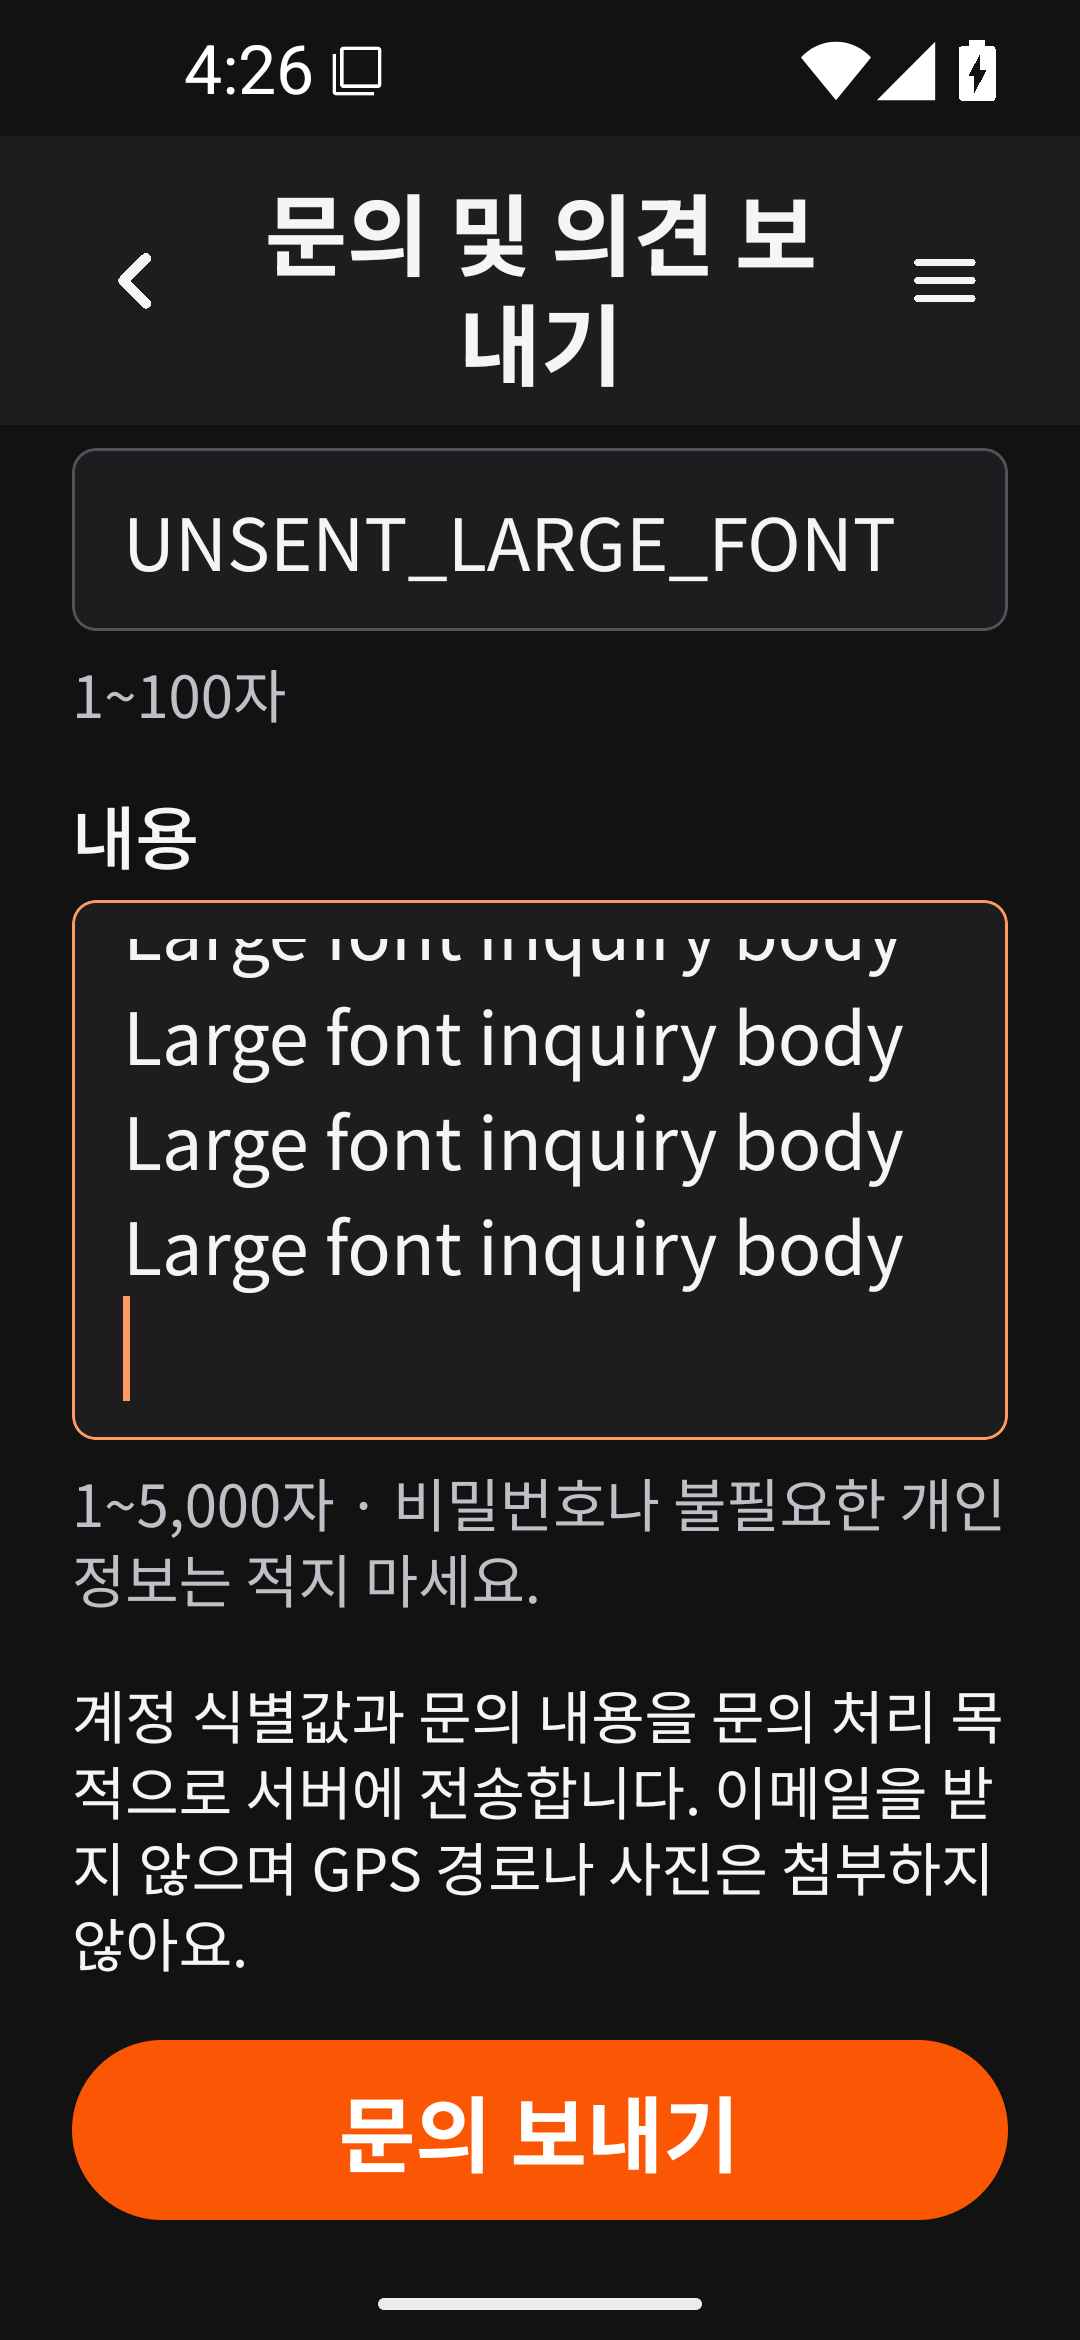 4:26
문의 및 의견 보
내기
UNSENT_LARGE_FONT
1~100자
내용
Large font inquiry body
Large font inquiry body
Large font inquiry body
Large font inquiry body
1~5,000자 · 비밀번호나 불필요한 개인
정보는 적지 마세요.
계정 식별값과 문의 내용을 문의 처리 목
적으로 서버에 전송합니다. 이메일을 받
지 않으며 GPS 경로나 사진은 첨부하지
않아요.
문의 보내기